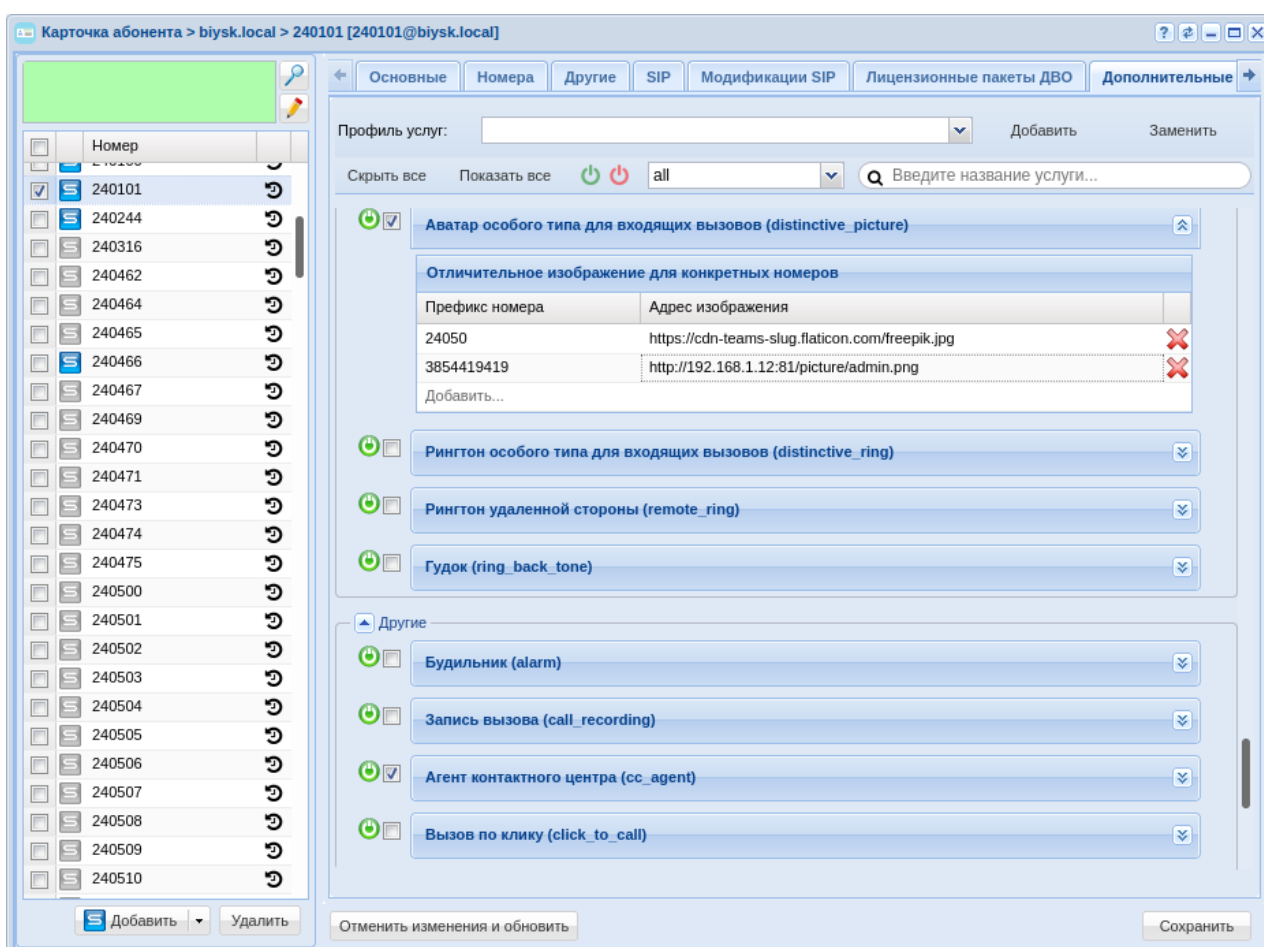 Карточка абонента > biysk.local > 240101 [240101@biysk.local]
Основные Номера Другие SIP Модификации SIP Лицензионные пакеты ДВО Дополнительные
Профиль услуг: Добавить Заменить
Скрыть все Показать все all Введите название услуги...
Номер
240101
240244
240316
240462
240464
240465
240466
240467
240469
240470
240471
240473
240474
240475
240500
240501
240502
240503
240504
240505
240506
240507
240508
240509
240510
Добавить Удалить
Аватар особого типа для входящих вызовов (distinctive_picture)
Отличительное изображение для конкретных номеров
Префикс номера Адрес изображения
24050 https://cdn-teams-slug.flaticon.com/freepik.jpg
3854419419 http://192.168.1.12:81/picture/admin.png
Добавить...
Рингтон особого типа для входящих вызовов (distinctive_ring)
Рингтон удаленной стороны (remote_ring)
Гудок (ring_back_tone)
Другие
Будильник (alarm)
Запись вызова (call_recording)
Агент контактного центра (cc_agent)
Вызов по клику (click_to_call)
Отменить изменения и обновить Сохранить